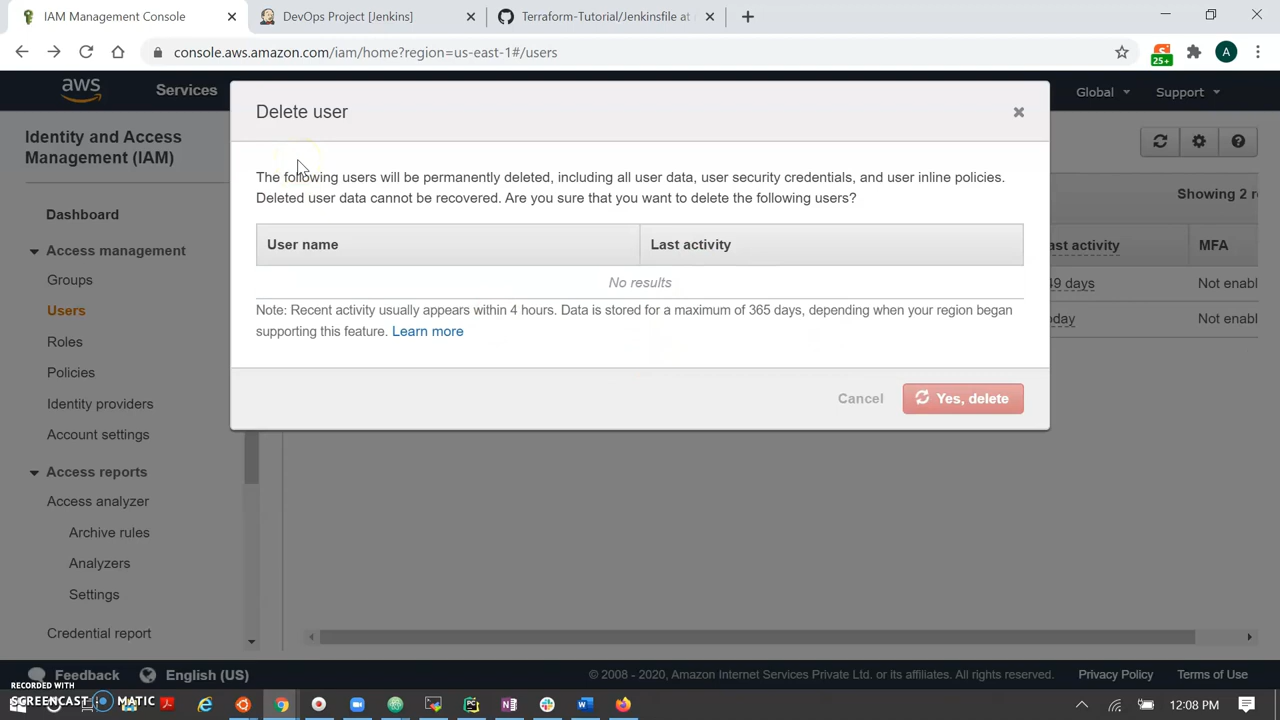 IAM Management Console
DevOps Project [Jenkins]
Terraform-Tutorial/Jenkinsfile at
console.aws.amazon.com/iam/home?region=us-east-1#/users
25+
A
aws
Services
Global
Support
Identity and Access
Management (IAM)
Dashboard
Access management
Groups
Users
Roles
Policies
Identity providers
Account settings
Access reports
Access analyzer
Archive rules
Analyzers
Settings
Credential report
Delete user
The following users will be permanently deleted, including all user data, user security credentials, and user inline policies.
Deleted user data cannot be recovered. Are you sure that you want to delete the following users?
User name Last activity
No results
Note: Recent activity usually appears within 4 hours. Data is stored for a maximum of 365 days, depending when your region began
supporting this feature. Learn more
Cancel
Yes, delete
Showing 2 r
ast activity MFA
49 days Not enabl
oday Not enabl
Feedback
English (US)
© 2008 - 2020, Amazon Internet Services Private Ltd. or its affiliates. All rights reserved.
Privacy Policy
Terms of Use
RECORDED WITH
SCREENCAST MATIC
12:08 PM